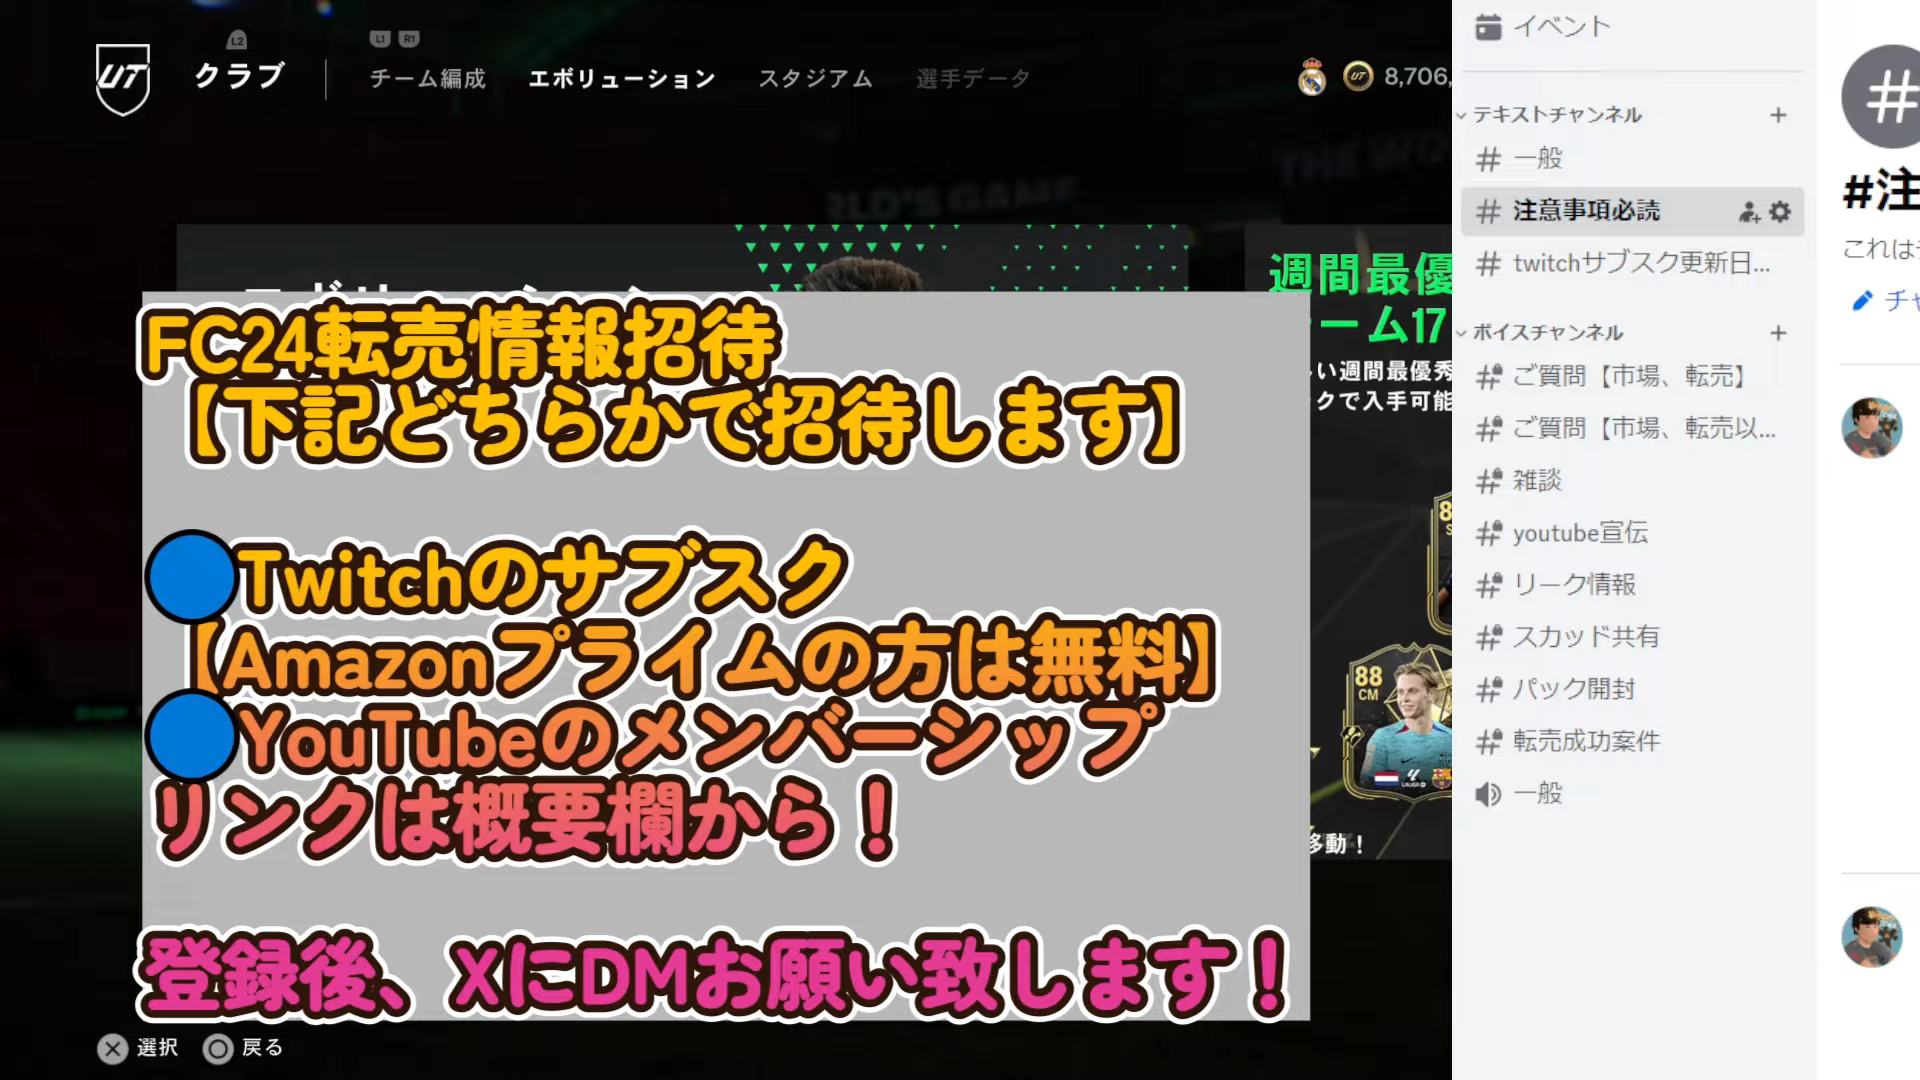 L2
クラブ
L1 R1
チーム編成 エボリューション スタジアム 選手データ
UT
8,706,
RLD'S GAME
週間最優
ーム17
い週間最優秀
クで入手可能
88
CM
移動！
FC24転売情報招待
【下記どちらかで招待します】
🔵Twitchのサブスク
【Amazonプライムの方は無料】
🔵YouTubeのメンバーシップ
リンクは概要欄から！
登録後、XにDMお願い致します！
選択 戻る
イベント
テキストチャンネル +
# 一般
# 注意事項必読
# twitchサブスク更新日...
ボイスチャンネル +
# ご質問【市場、転売】
# ご質問【市場、転売以...
# 雑談
# youtube宣伝
# リーク情報
# スカッド共有
# パック開封
# 転売成功案件
一般
#
#注
これは
チャ